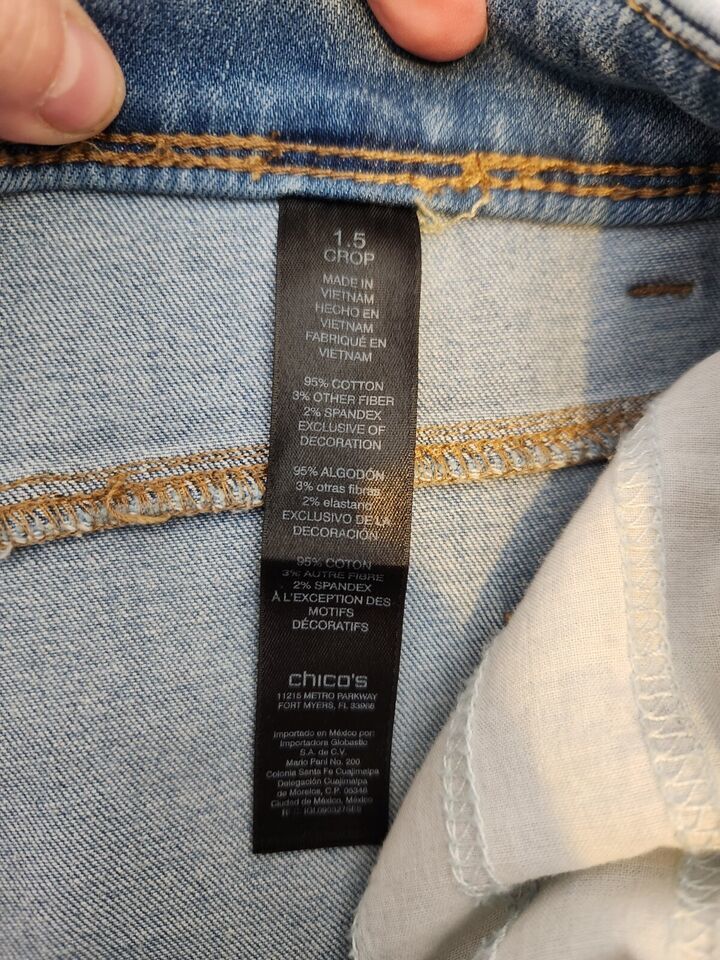 1.5
CROP
MADE IN
VIETNAM
HECHO EN
VIETNAM
FABRIQUÉ EN
VIETNAM
95% COTTON
3% OTHER FIBER
2% SPANDEX
EXCLUSIVE OF
DECORATION
95% ALGODÓN
3% otras fibras
2% elastano
EXCLUSIVO DE LA
DECORACIÓN
95% COTON
3% AUTRE FIBRE
2% SPANDEX
À L'EXCEPTION DES
MOTIFS
DÉCORATIFS
chico's
11215 METRO PARKWAY
FORT MYERS, FL 33966
Importado en México por:
Importadora Globastic
S.A. de C.V.
Mario Pani No. 200
Colonia Santa Fe Cuajimalpa
Delegación Cuajimalpa
de Morelos, C.P. 05348
Ciudad de México, México